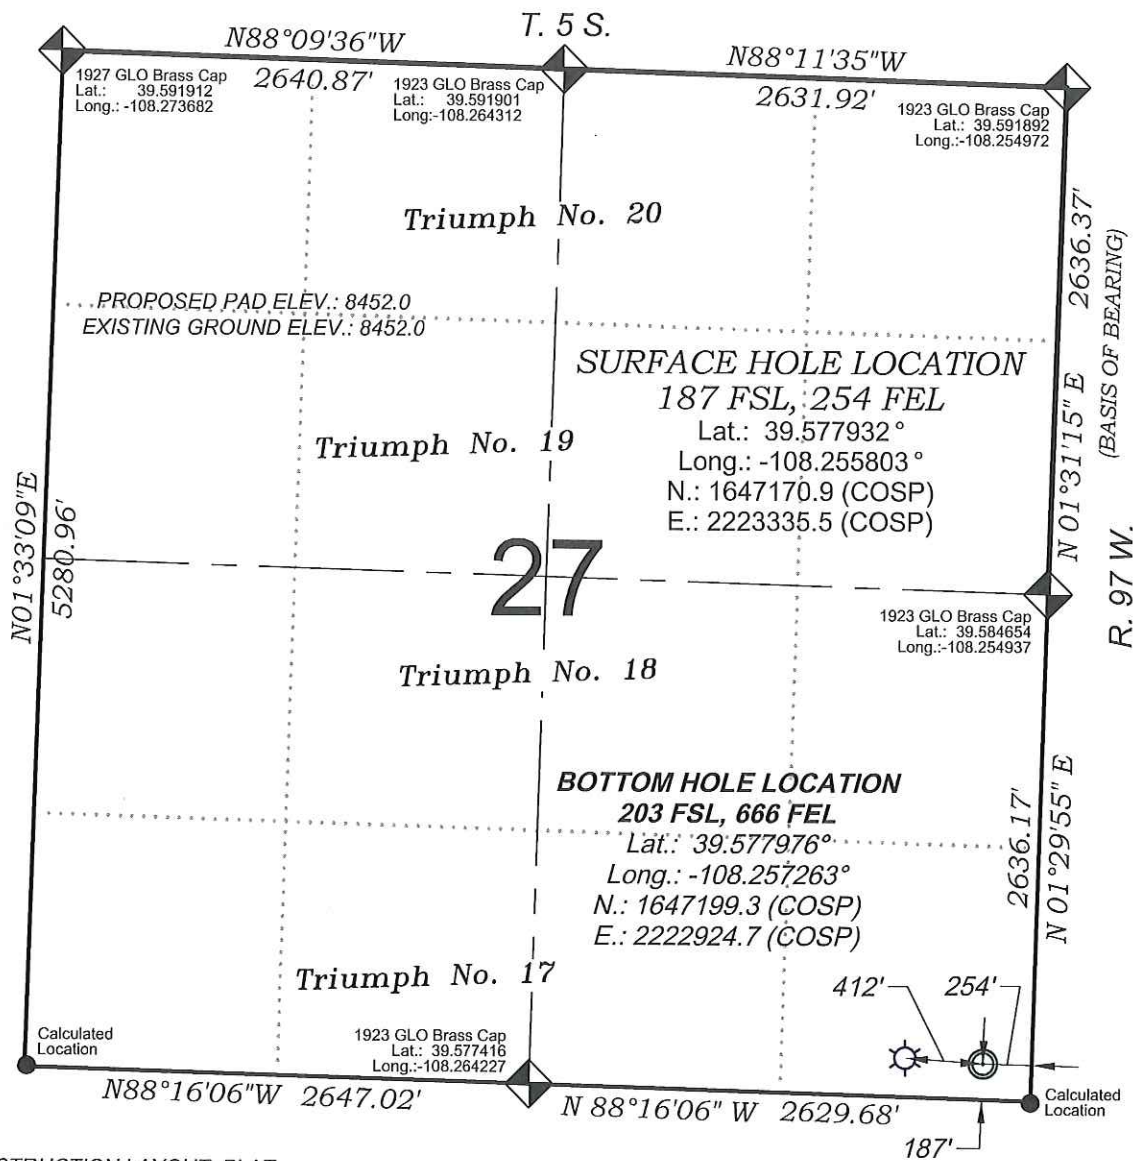 T. 5 S.
N88°09'36"W
2640.87'
N88°11'35"W
2631.92'
1927 GLO Brass Cap
Lat.: 39.591912
Long.: -108.273682
1923 GLO Brass Cap
Lat.: 39.591901
Long:-108.264312
1923 GLO Brass Cap
Lat.: 39.591892
Long.:-108.254972
Triumph No. 20
2636.37'
N 01°31'15" E
(BASIS OF BEARING)
PROPOSED PAD ELEV.: 8452.0
EXISTING GROUND ELEV.: 8452.0
SURFACE HOLE LOCATION
187 FSL, 254 FEL
Lat.: 39.577932°
Long.: -108.255803°
N.: 1647170.9 (COSP)
E.: 2223335.5 (COSP)
Triumph No. 19
N01°33'09"E
5280.96'
27
R. 97 W.
1923 GLO Brass Cap
Lat.: 39.584654
Long.:-108.254937
Triumph No. 18
BOTTOM HOLE LOCATION
203 FSL, 666 FEL
Lat.: 39.577976°
Long.: -108.257263°
N.: 1647199.3 (COSP)
E.: 2222924.7 (COSP)
2636.17'
N 01°29'55" E
Triumph No. 17
412'
254'
Calculated
Location
1923 GLO Brass Cap
Lat.: 39.577416
Long.:-108.264227
Calculated
Location
N88°16'06"W 2647.02'
N 88°16'06" W 2629.68'
187'